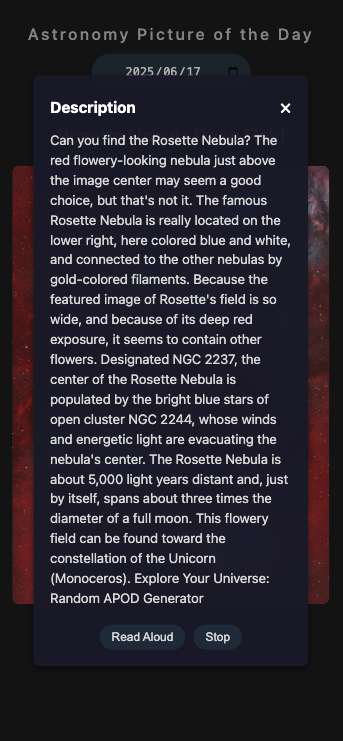 Astronomy Picture of the Day
2025/06/17
Description
×
Can you find the Rosette Nebula? The
red flowery-looking nebula just above
the image center may seem a good
choice, but that's not it. The famous
Rosette Nebula is really located on the
lower right, here colored blue and white,
and connected to the other nebulas by
gold-colored filaments. Because the
featured image of Rosette's field is so
wide, and because of its deep red
exposure, it seems to contain other
flowers. Designated NGC 2237, the
center of the Rosette Nebula is
populated by the bright blue stars of
open cluster NGC 2244, whose winds
and energetic light are evacuating the
nebula's center. The Rosette Nebula is
about 5,000 light years distant and, just
by itself, spans about three times the
diameter of a full moon. This flowery
field can be found toward the
constellation of the Unicorn
(Monoceros). Explore Your Universe:
Random APOD Generator
Read Aloud Stop